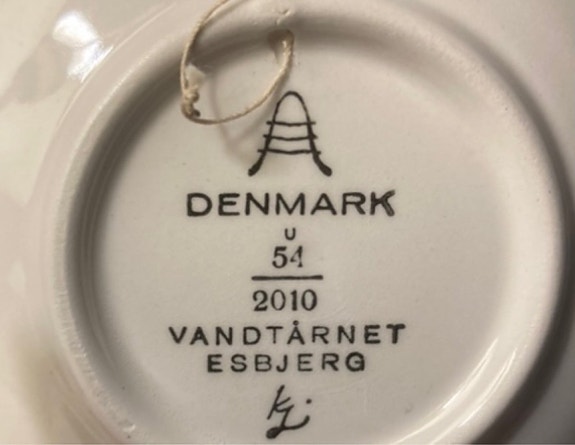 DENMARK
U
54
2010
VANDTÅRNET
ESBJERG